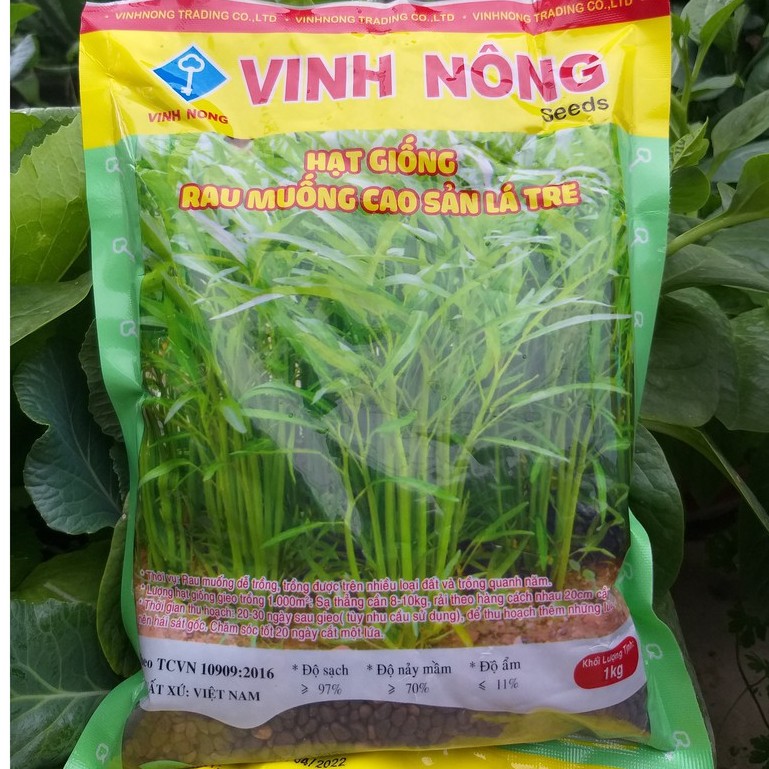 VINHNONG TRADING CO.,LTD • VINHNONG TRADING CO.,LTD • VINHNONG TRADING CO.,LTD
VINH NONG
VINH NÔNG
Seeds
HẠT GIỐNG
RAU MUỐNG CAO SẢN LÁ TRE
* Thời vụ: Rau muống dễ trồng, trồng được trên nhiều loại đất và trồng quanh năm.
* Lượng hạt giống gieo trồng 1.000m²: Sạ thẳng cần 8-10kg, rải theo hàng cách nhau 20cm, cần
*Thời gian thu hoạch: 20-30 ngày sau gieo( tùy nhu cầu sử dụng), để thu hoạch thêm những
nên hái sát gốc. Chăm sóc tốt 20 ngày cắt một lứa.
TCVN 10909:2016
* Độ sạch * Độ nảy mầm * Độ ẩm
≥ 97% ≥ 70% ≤ 11%
XUẤT XỨ: VIỆT NAM
Khối Lượng Tịnh:
1kg
04/2022